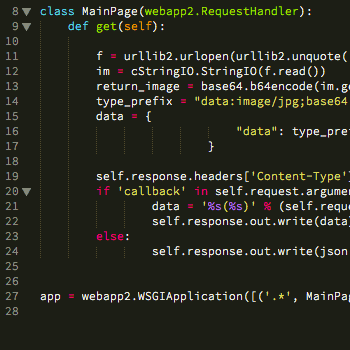 8 class MainPage(webapp2.RequestHandler):
9 def get(self):
10
11 f = urllib2.urlopen(urllib2.unquote(
12 im = cStringIO.StringIO(f.read())
13 return_image = base64.b64encode(im.ge
14 type_prefix = "data:image/jpg;base64
15 data = {
16 "data": type_pref
17 }
18
19 self.response.headers['Content-Type']
20 if 'callback' in self.request.argumen
21 data = '%s(%s)' % (self.reque
22 self.response.out.write(data)
23 else:
24 self.response.out.write(json
25
26
27 app = webapp2.WSGIApplication([('.*', MainPag
28